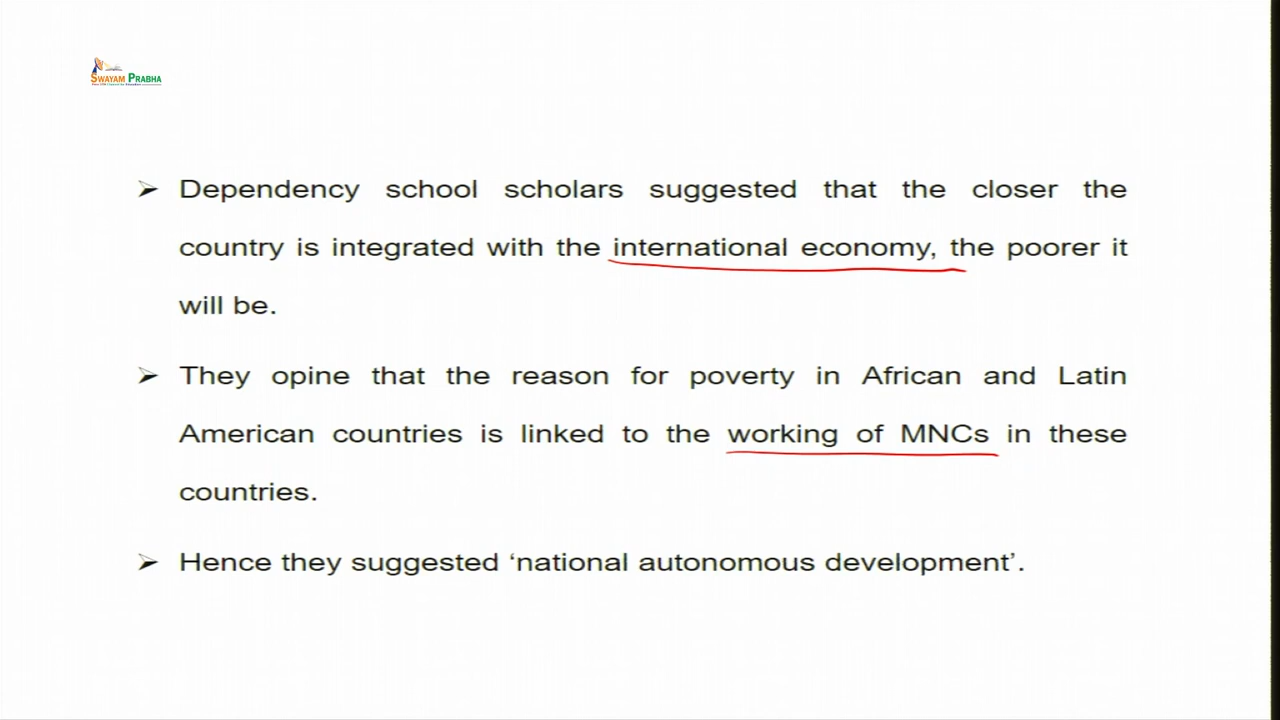 SWAYAM PRABHA
➢ Dependency school scholars suggested that the closer the
country is integrated with the international economy, the poorer it
will be.
➢ They opine that the reason for poverty in African and Latin
American countries is linked to the working of MNCs in these
countries.
➢ Hence they suggested ‘national autonomous development’.